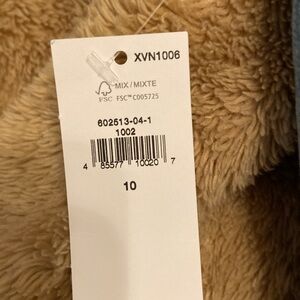 XVN1006
MIX / MIXTE
FSC FSC™ C005725
602513-04-1
1002
4 85577 10020 7
10